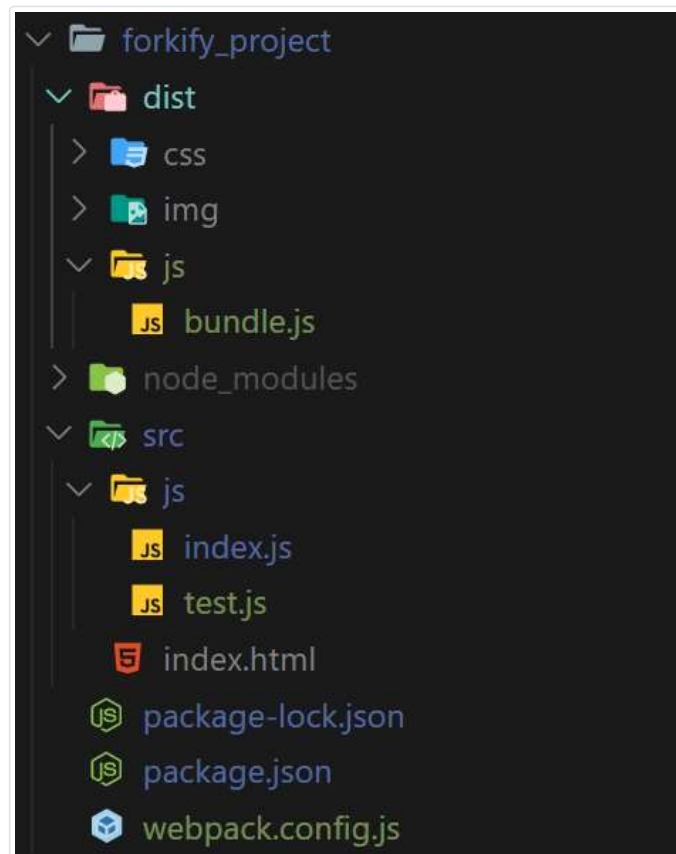 forkify_project
dist
css
img
js
JS bundle.js
node_modules
src
js
JS index.js
JS test.js
index.html
package-lock.json
package.json
webpack.config.js